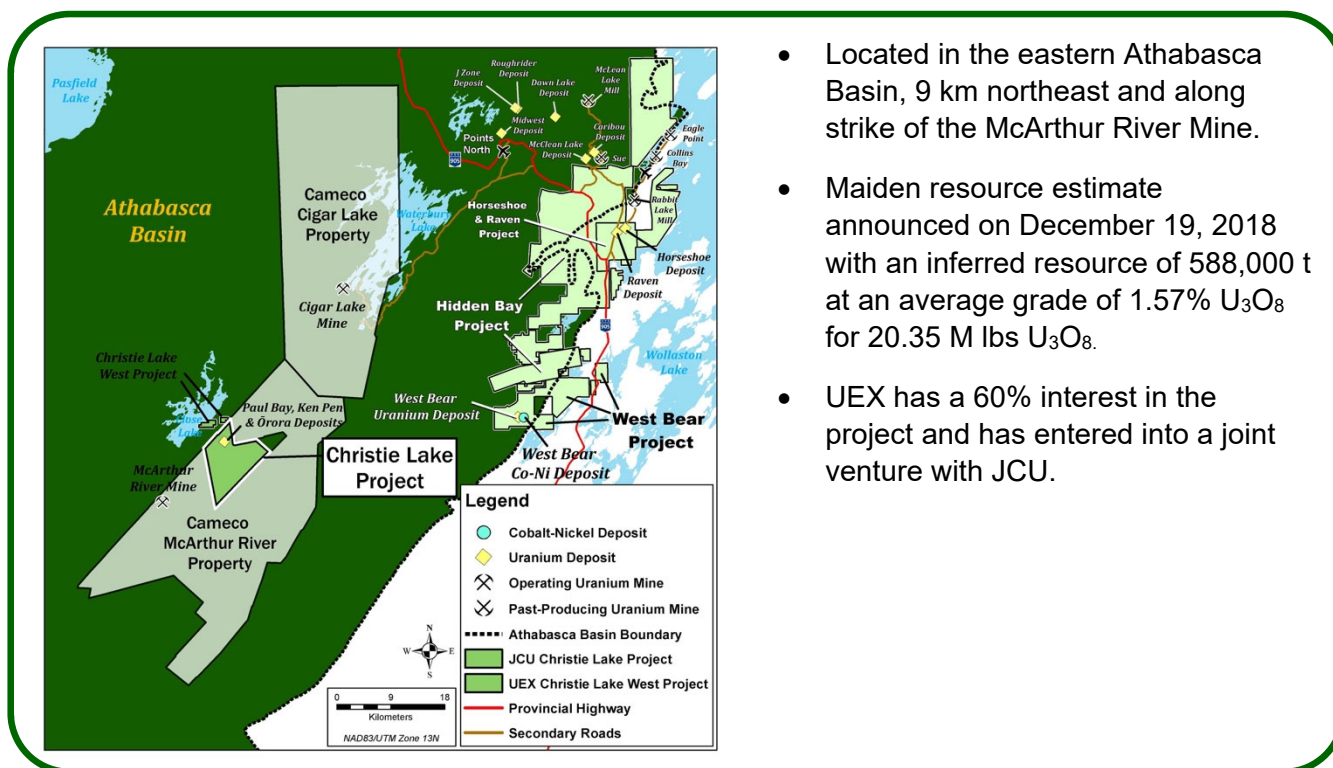 Pasfield
Lake
J Zone
Deposit
Roughrider
Deposit
Dawn Lake
Deposit
McLean
Lake
Mill
Midwest
Deposit
Points
North
Caribou
Deposit
McClean Lake
Deposit
Sue
Eagle
Point
Collins
Bay
Rabbit
Lake
Mill
905
Athabasca
Basin
Cameco
Cigar Lake
Property
Waterbury
Lake
Horseshoe
& Raven
Project
Horseshoe
Deposit
Raven
Deposit
Cigar Lake
Mine
Hidden Bay
Project
905
Wollaston
Lake
Christie Lake
West Project
Close
Lake
Paul Bay, Ken Pen
& Ōrora Deposits
West Bear
Uranium Deposit
West Bear
Project
West Bear
Co-Ni Deposit
Christie Lake
Project
McArthur
River Mine
Cameco
McArthur River
Property
Legend
Cobalt-Nickel Deposit
Uranium Deposit
Operating Uranium Mine
Past-Producing Uranium Mine
Athabasca Basin Boundary
JCU Christie Lake Project
UEX Christie Lake West Project
Provincial Highway
Secondary Roads
N
W E
S
0 9 18
Kilometers
NAD83/UTM Zone 13N
• Located in the eastern Athabasca
Basin, 9 km northeast and along
strike of the McArthur River Mine.
• Maiden resource estimate
announced on December 19, 2018
with an inferred resource of 588,000 t
at an average grade of 1.57% U₃O₈
for 20.35 M lbs U₃O₈.
• UEX has a 60% interest in the
project and has entered into a joint
venture with JCU.